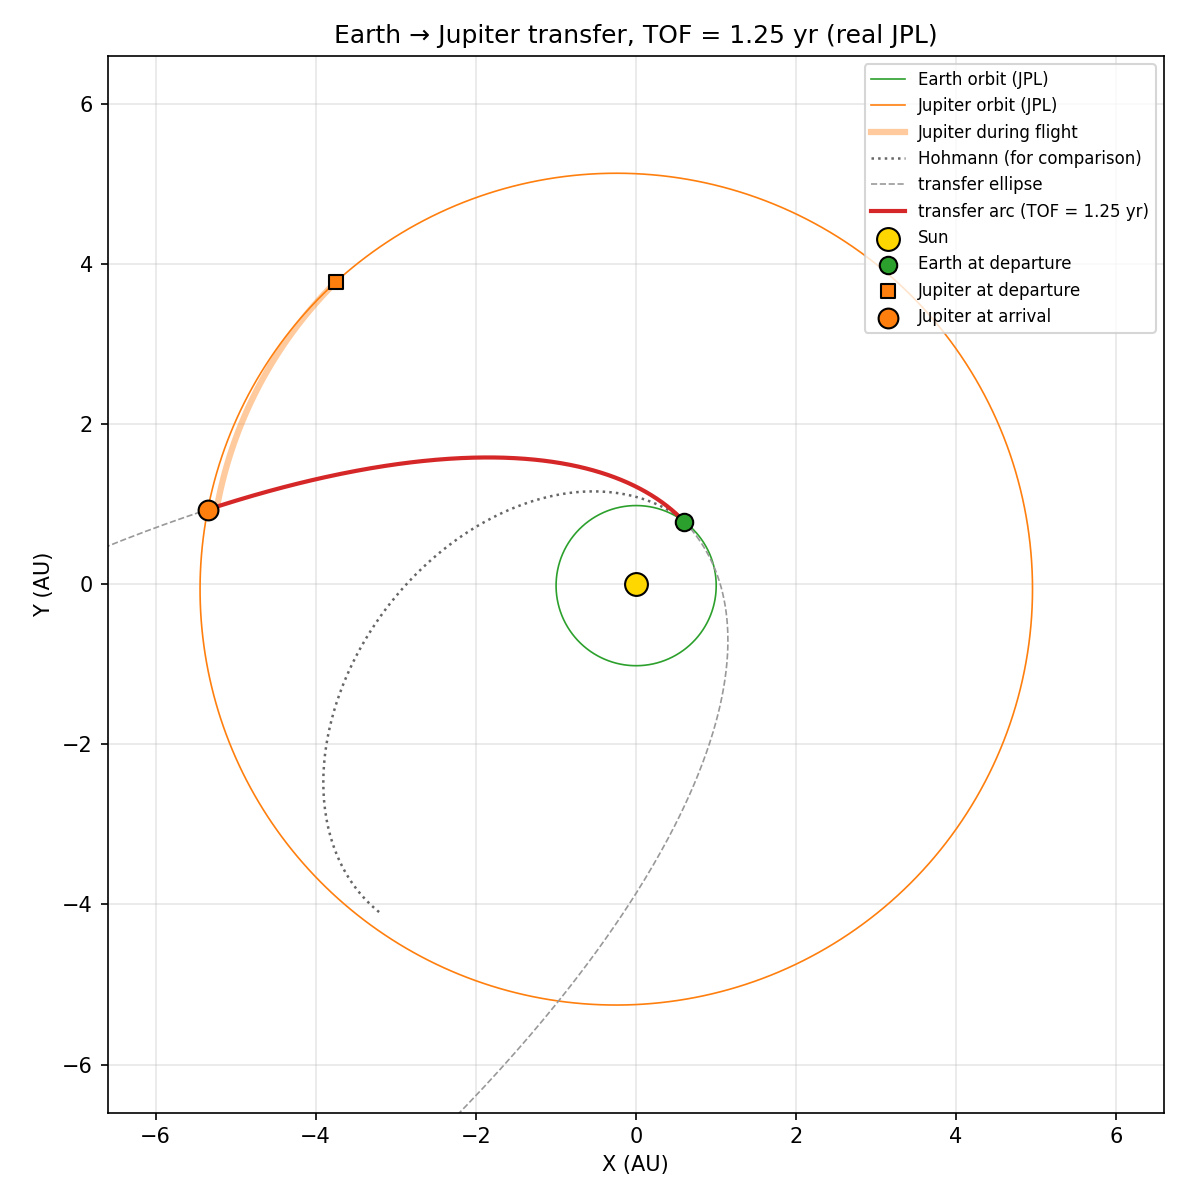 Earth → Jupiter transfer, TOF = 1.25 yr (real JPL)
Earth orbit (JPL)
Jupiter orbit (JPL)
Jupiter during flight
Hohmann (for comparison)
transfer ellipse
transfer arc (TOF = 1.25 yr)
Sun
Earth at departure
Jupiter at departure
Jupiter at arrival
Y (AU)
6
4
2
0
−2
−4
−6
−6 −4 −2 0 2 4 6
X (AU)